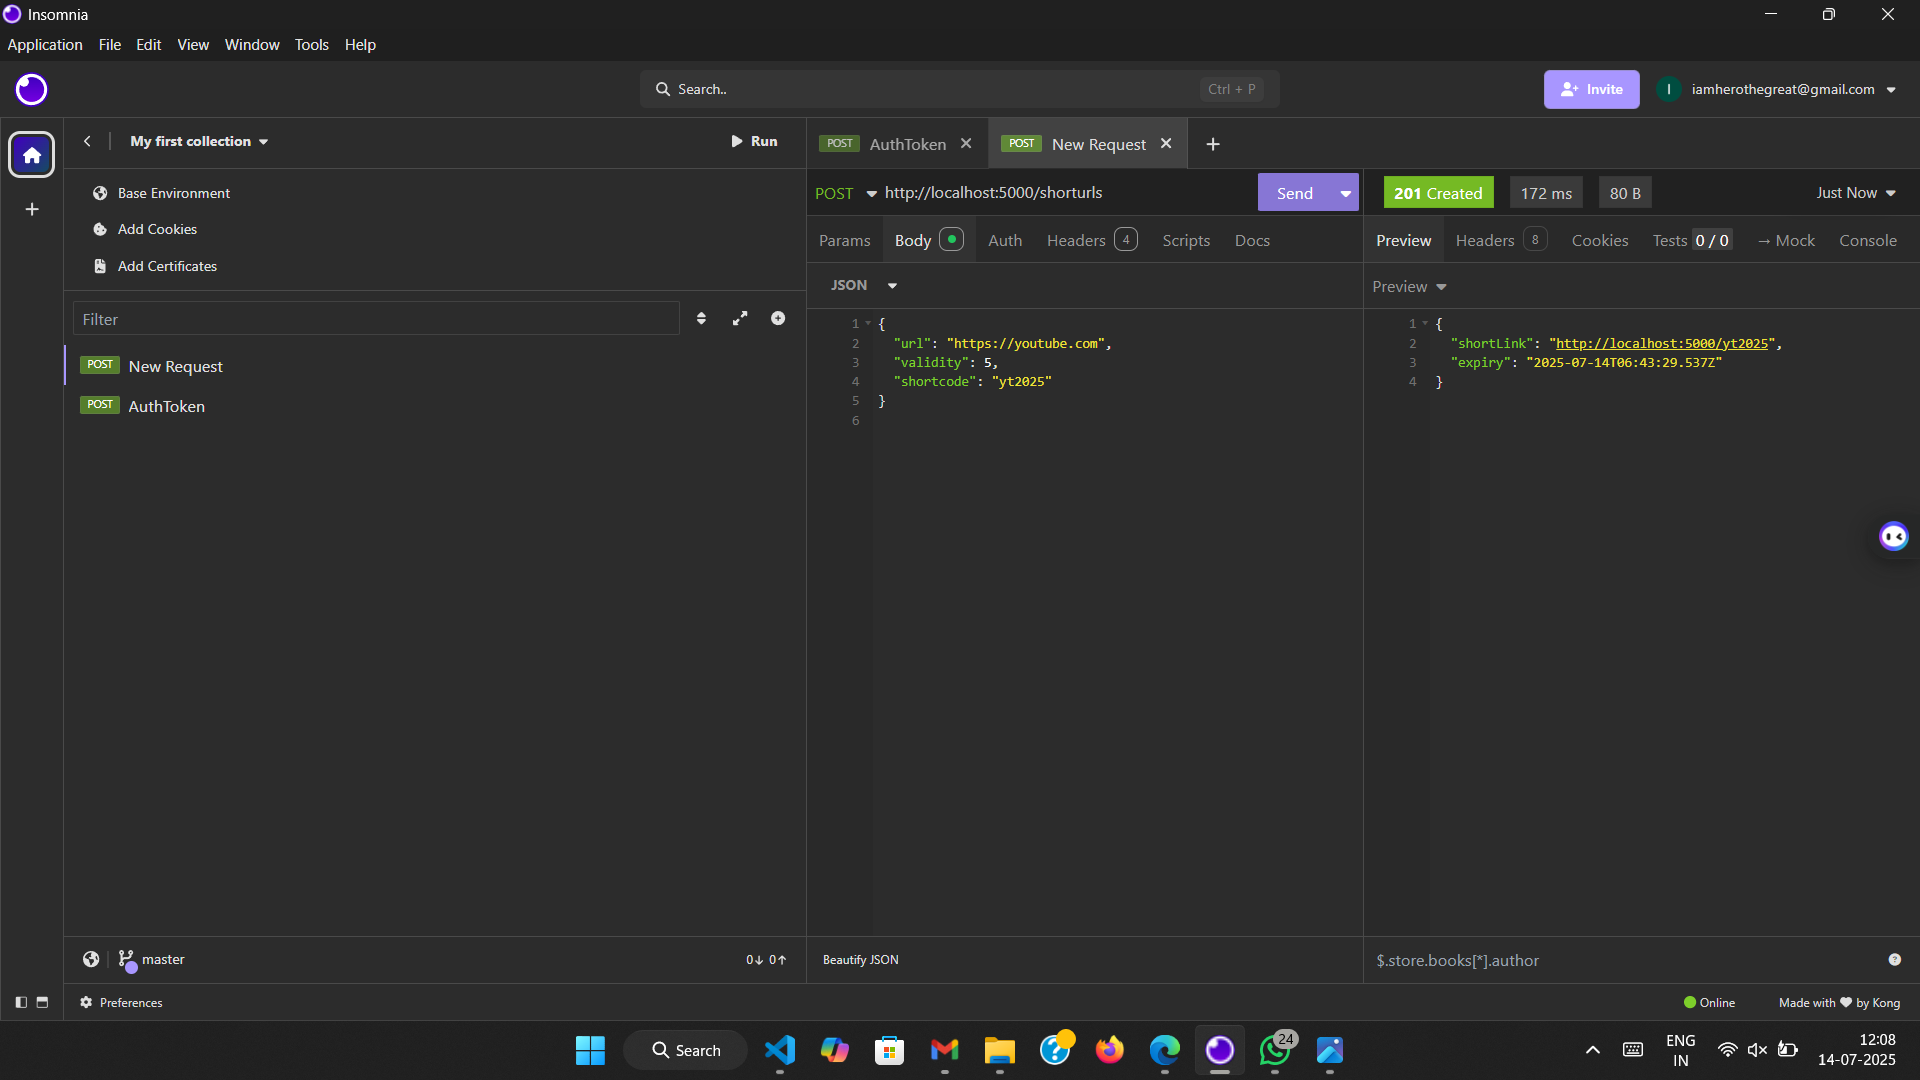 Insomnia
Application File Edit View Window Tools Help
Search.. Ctrl + P
Invite
I iamherothegreat@gmail.com
My first collection
Run
Base Environment
Add Cookies
Add Certificates
Filter
POST New Request
POST AuthToken
master
0 0
Preferences
POST AuthToken
POST New Request
POST http://localhost:5000/shorturls
Send
Params Body Auth Headers 4 Scripts Docs
JSON
1 {
2 "url": "https://youtube.com",
3 "validity": 5,
4 "shortcode": "yt2025"
5 }
6
Beautify JSON
201 Created 172 ms 80 B
Just Now
Preview Headers 8 Cookies Tests 0 / 0 → Mock Console
Preview
1 {
2 "shortLink": "http://localhost:5000/yt2025",
3 "expiry": "2025-07-14T06:43:29.537Z"
4 }
$.store.books[*].author
Online
Made with ❤ by Kong
Search
24
ENG
IN
12:08
14-07-2025